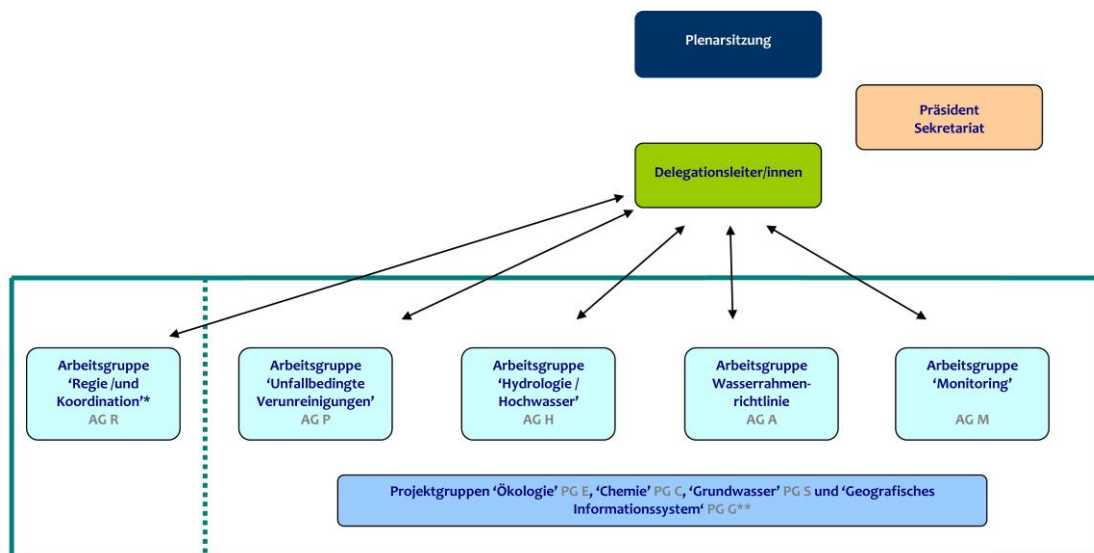 Plenarsitzung
Präsident
Sekretariat
Delegationsleiter/innen
Arbeitsgruppe
‘Regie /und
Koordination’*
AG R
Arbeitsgruppe
‘Unfallbedingte
Verunreinigungen’
AG P
Arbeitsgruppe
‘Hydrologie /
Hochwasser’
AG H
Arbeitsgruppe
Wasserrahmen-
richtlinie
AG A
Arbeitsgruppe
‘Monitoring’
AG M
Projektgruppen ‘Ökologie’ PG E, ‘Chemie’ PG C, ‘Grundwasser’ PG S und ‘Geografisches
Informationssystem‘ PG G**